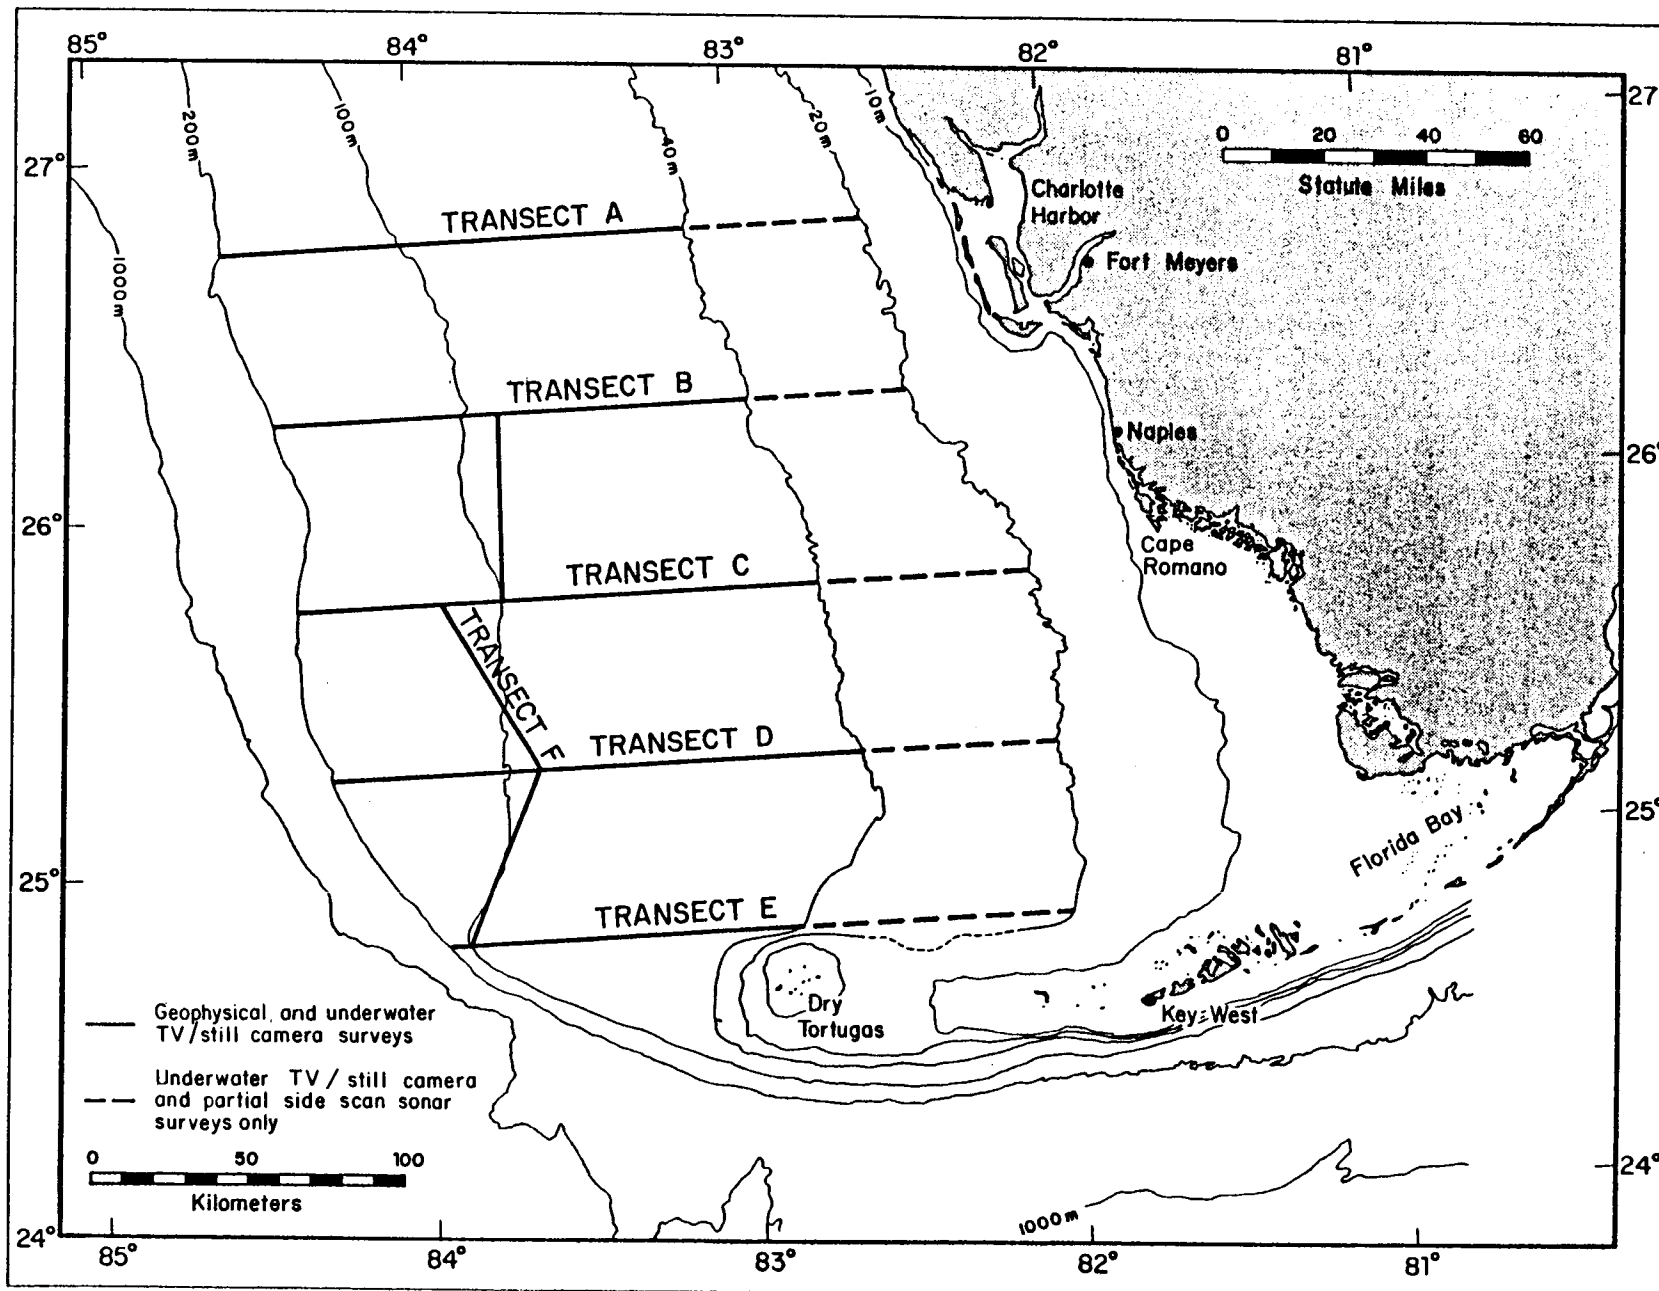 85° 84° 83° 82° 81°
27°
-200m
-100m
-40m
-20m
-10m
0 20 40 60
Statute Miles
27°
Charlotte
Harbor
TRANSECT A
Fort Meyers
1000m
TRANSECT B
Naples
26°
26°
Cape
Romano
TRANSECT C
TRANSECT F
TRANSECT D
25°
Florida Bay
25°
TRANSECT E
Dry
Tortugas
Key West
Geophysical and underwater
TV/still camera surveys
Underwater TV / still camera
and partial side scan sonar
surveys only
0 50 100
Kilometers
24°
1000m
24°
85° 84° 83° 82° 81°